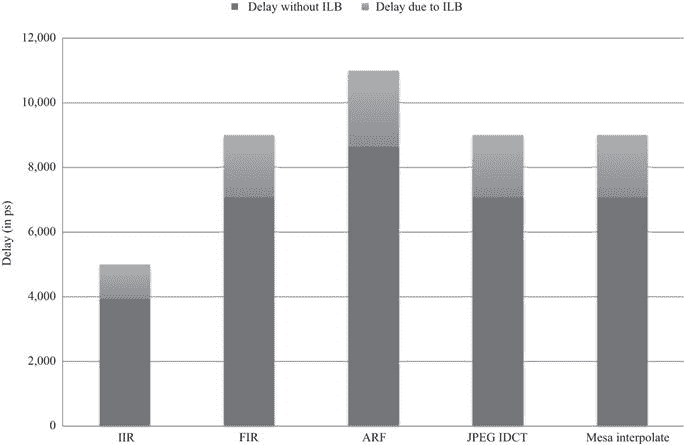 Delay without ILB Delay due to ILB
12,000
10,000
8,000
6,000
4,000
2,000
0
Delay (in ps)
IIR FIR ARF JPEG IDCT Mesa interpolate